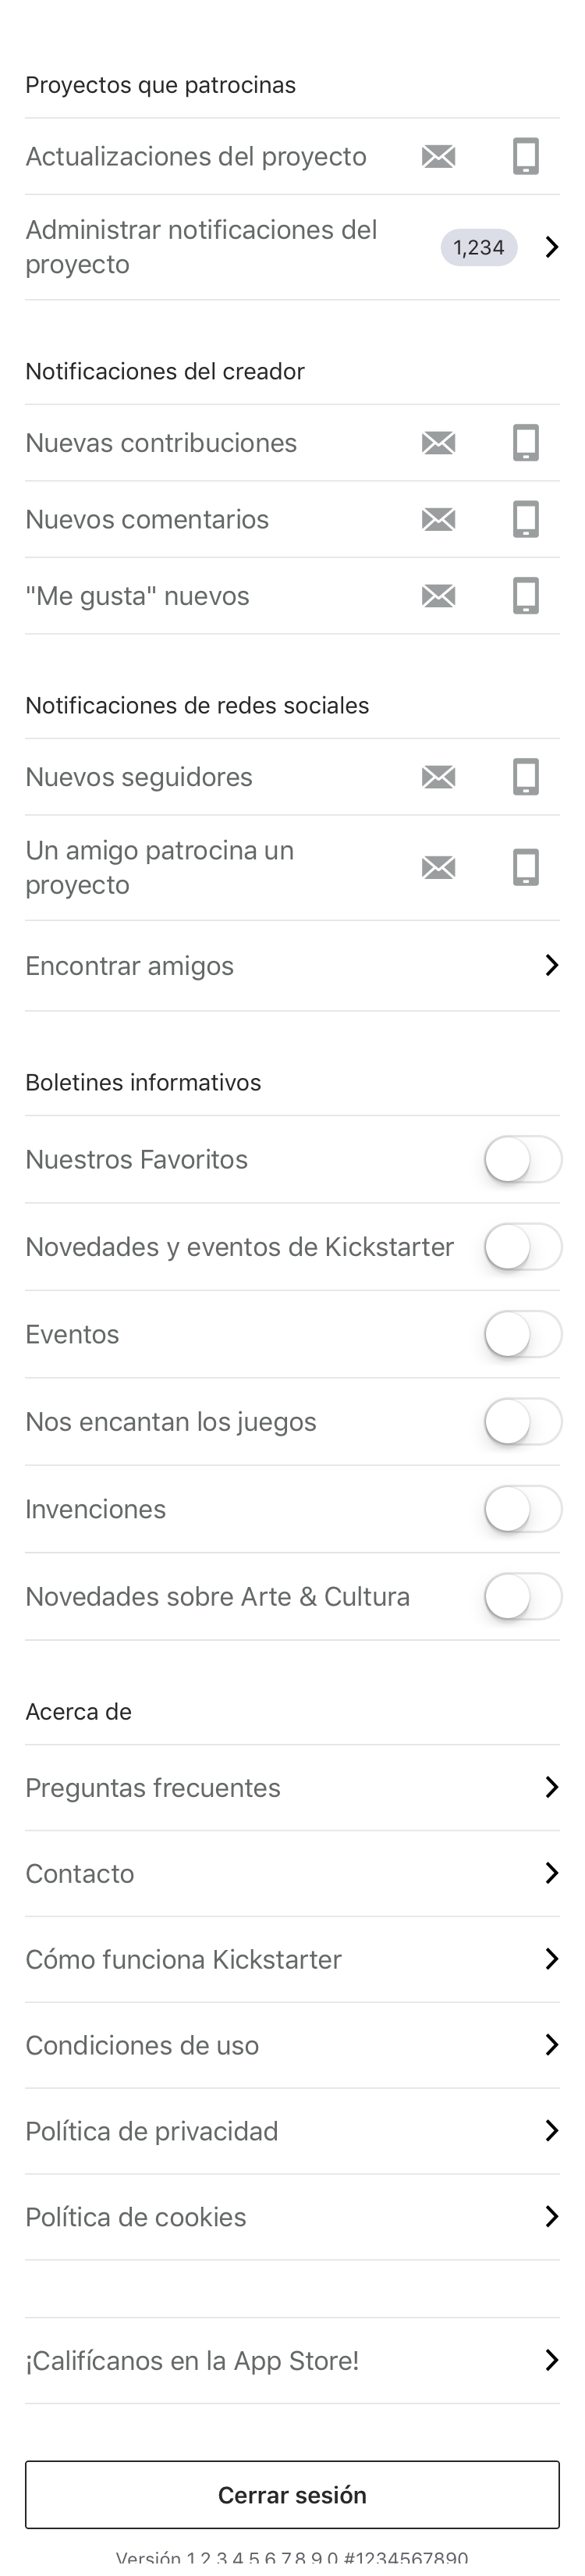 Proyectos que patrocinas
Actualizaciones del proyecto
Administrar notificaciones del
proyecto
1,234
Notificaciones del creador
Nuevas contribuciones
Nuevos comentarios
"Me gusta" nuevos
Notificaciones de redes sociales
Nuevos seguidores
Un amigo patrocina un
proyecto
Encontrar amigos
Boletines informativos
Nuestros Favoritos
Novedades y eventos de Kickstarter
Eventos
Nos encantan los juegos
Invenciones
Novedades sobre Arte & Cultura
Acerca de
Preguntas frecuentes
Contacto
Cómo funciona Kickstarter
Condiciones de uso
Política de privacidad
Política de cookies
¡Califícanos en la App Store!
Cerrar sesión
Versión 1.2.3.4.5.6.7.8.9.0 #1234567890